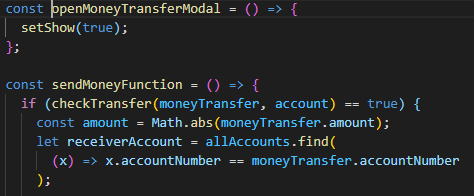 const openMoneyTransferModal = () => {
setShow(true);
};
const sendMoneyFunction = () => {
if (checkTransfer(moneyTransfer, account) == true) {
const amount = Math.abs(moneyTransfer.amount);
let receiverAccount = allAccounts.find(
(x) => x.accountNumber == moneyTransfer.accountNumber
);